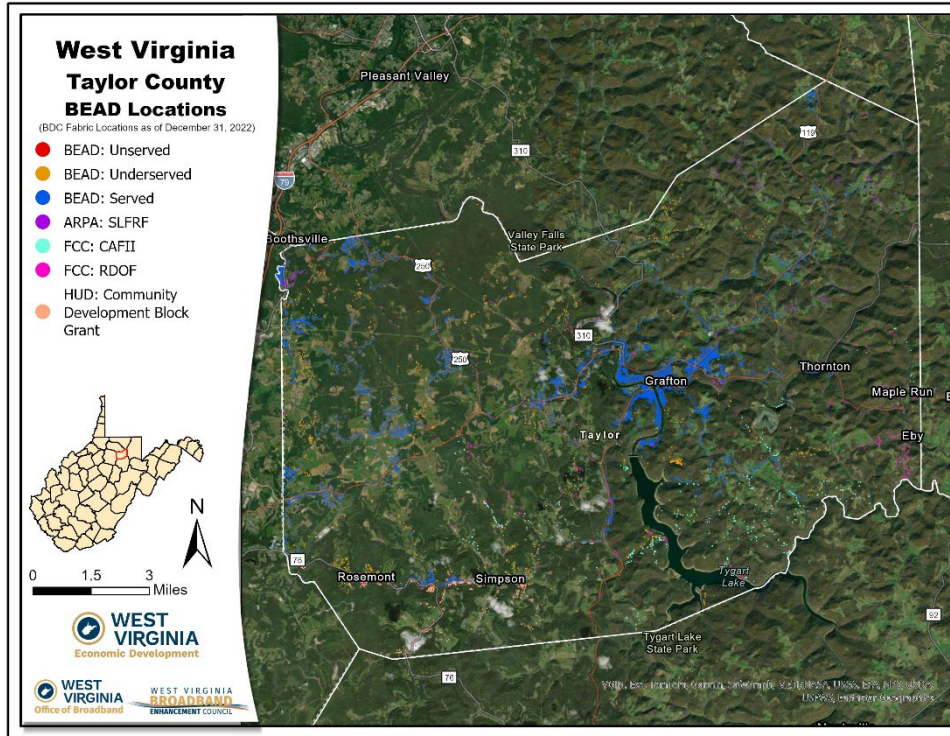 West Virginia
Taylor County
BEAD Locations
(BDC Fabric Locations as of December 31, 2022)
BEAD: Unserved
BEAD: Underserved
BEAD: Served
ARPA: SLFRF
FCC: CAFII
FCC: RDOF
HUD: Community
Development Block
Grant
N
0 1.5 3
Miles
WEST
VIRGINIA
Economic Development
WEST
VIRGINIA
Office of Broadband
WEST VIRGINIA
BROADBAND
ENHANCEMENT COUNCIL
Pleasant Valley
310
119
79
Boothsville
Valley Falls
State Park
250
310
250
Grafton
Thornton
Maple Run
Taylor
Eby
76
Rosemont
Simpson
Tygart
Lake
92
Tygart Lake
State Park
76